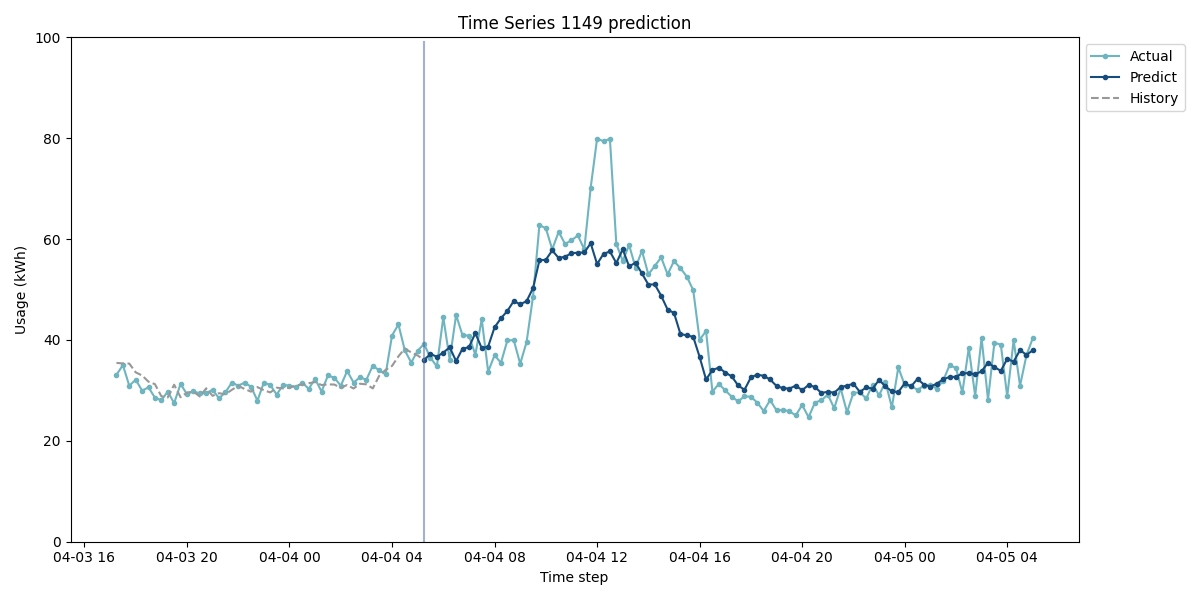 Time Series 1149 prediction
100
80
60
40
20
0
Usage (kWh)
04-03 16
04-03 20
04-04 00
04-04 04
04-04 08
04-04 12
04-04 16
04-04 20
04-05 00
04-05 04
Time step
Actual
Predict
History